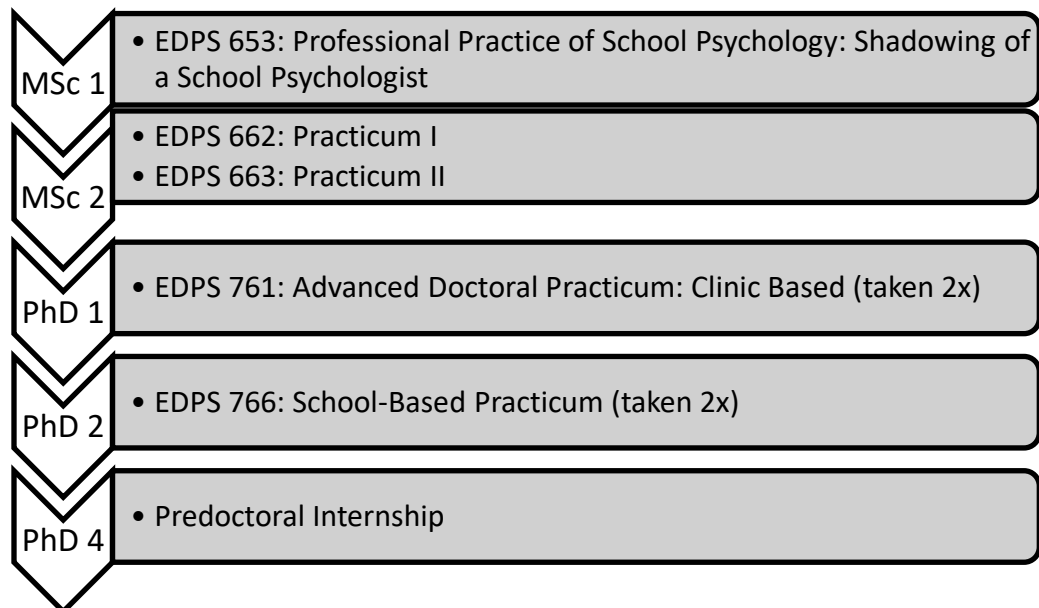 MSc 1
• EDPS 653: Professional Practice of School Psychology: Shadowing of
a School Psychologist
MSc 2
• EDPS 662: Practicum I
• EDPS 663: Practicum II
PhD 1
• EDPS 761: Advanced Doctoral Practicum: Clinic Based (taken 2x)
PhD 2
• EDPS 766: School-Based Practicum (taken 2x)
PhD 4
• Predoctoral Internship